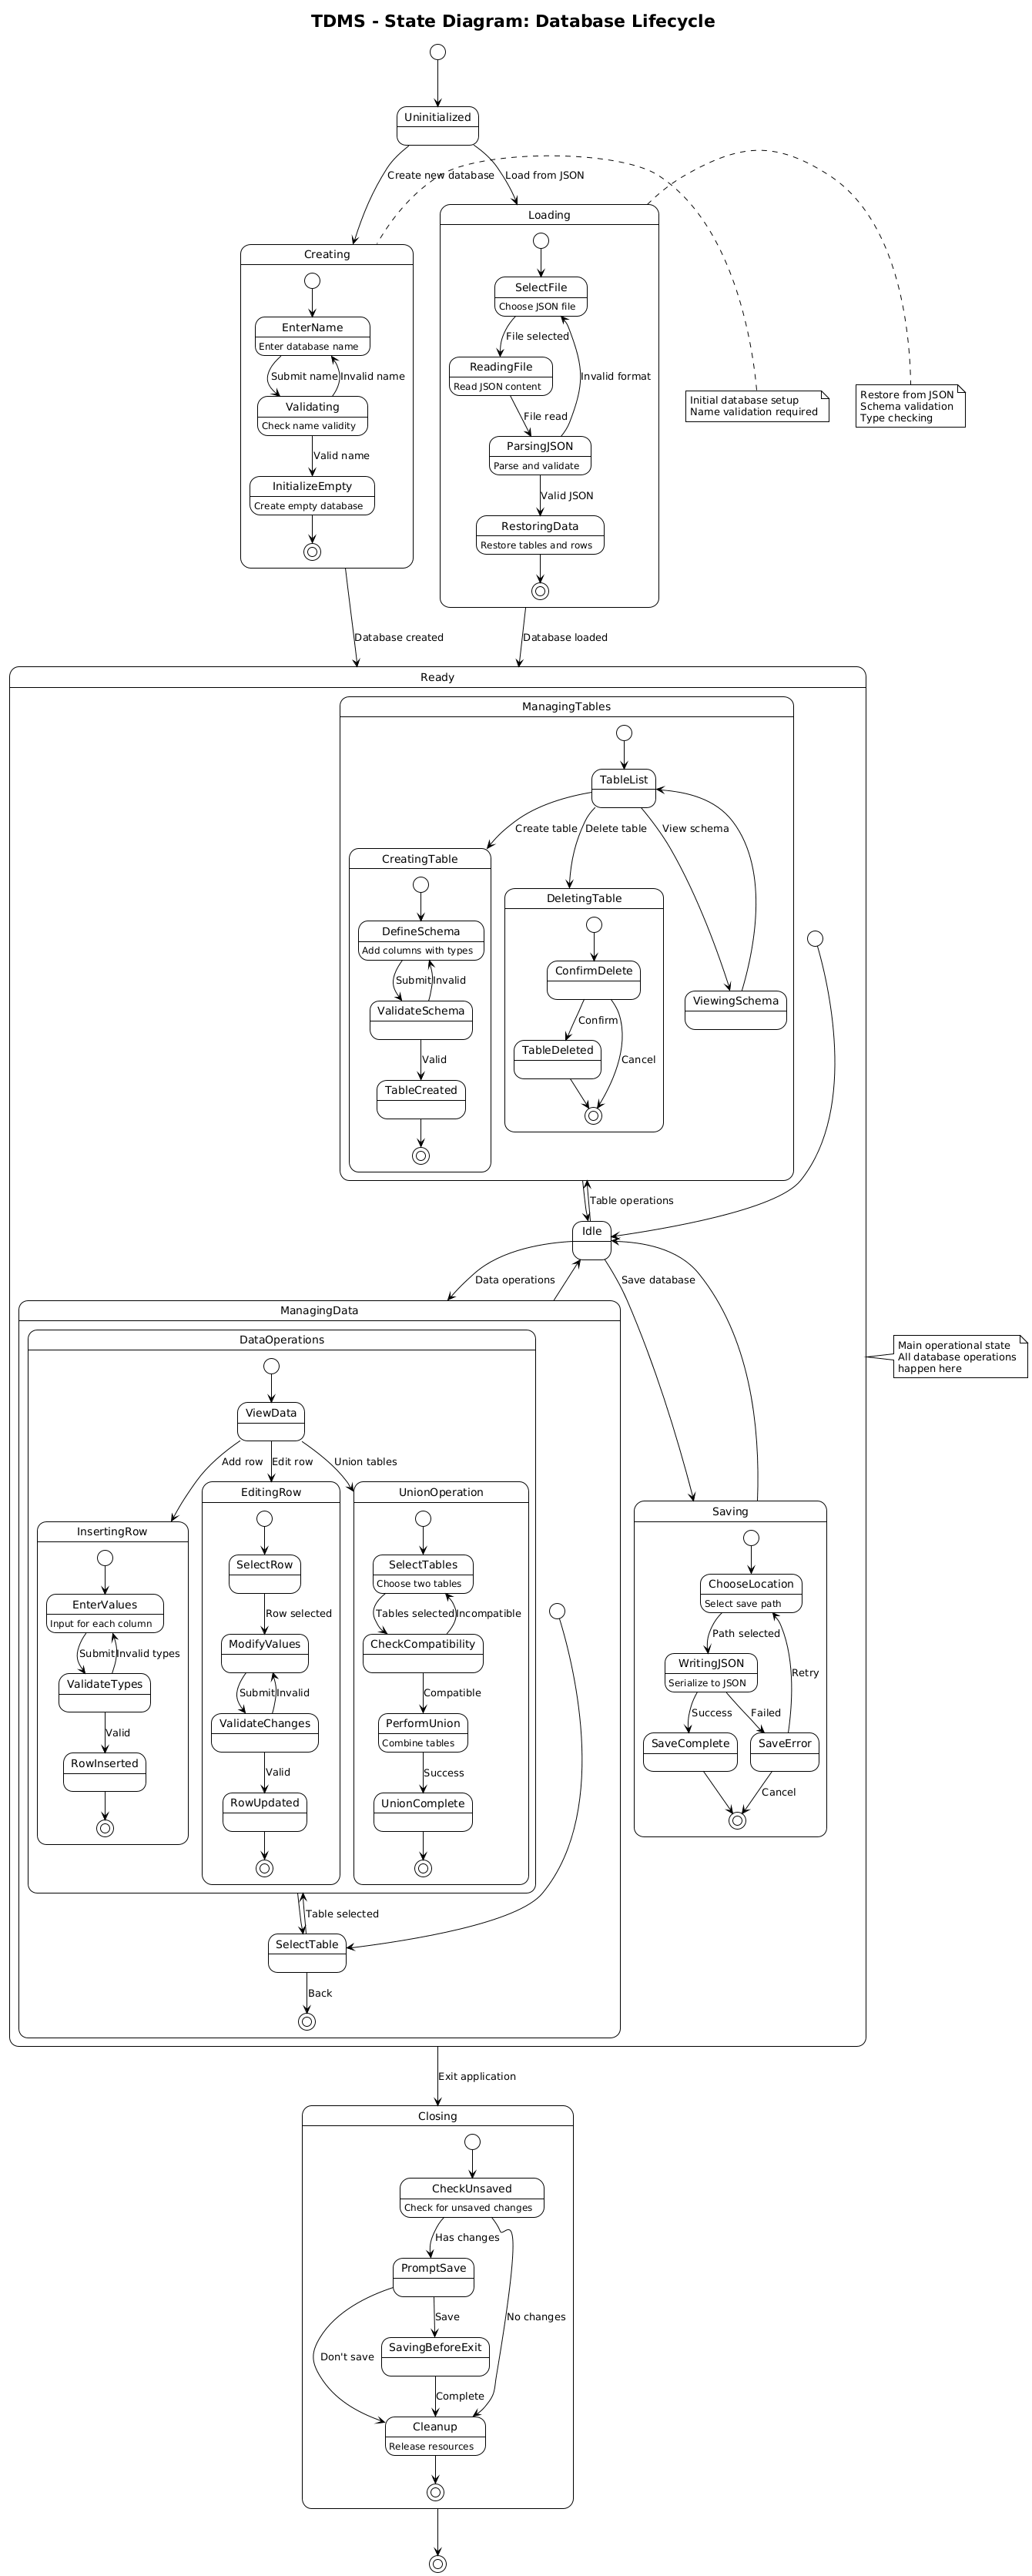 TDMS - State Diagram: Database Lifecycle
Uninitialized
Create new database
Load from JSON
Loading
SelectFile
Choose JSON file
File selected
ReadingFile
Read JSON content
Invalid format
File read
ParsingJSON
Parse and validate
Valid JSON
RestoringData
Restore tables and rows
Creating
EnterName
Enter database name
Submit name
Invalid name
Validating
Check name validity
Valid name
InitializeEmpty
Create empty database
Initial database setup
Name validation required
Restore from JSON
Schema validation
Type checking
Database created
Database loaded
Ready
ManagingTables
TableList
Create table
Delete table
View schema
CreatingTable
DefineSchema
Add columns with types
Submit
Invalid
ValidateSchema
Valid
TableCreated
DeletingTable
ConfirmDelete
Confirm
TableDeleted
Cancel
ViewingSchema
Table operations
Idle
Data operations
Save database
Main operational state
All database operations
happen here
ManagingData
DataOperations
ViewData
Add row
Edit row
Union tables
InsertingRow
EnterValues
Input for each column
Submit
Invalid types
ValidateTypes
Valid
RowInserted
EditingRow
SelectRow
Row selected
ModifyValues
Submit
Invalid
ValidateChanges
Valid
RowUpdated
UnionOperation
SelectTables
Choose two tables
Tables selected
Incompatible
CheckCompatibility
Compatible
PerformUnion
Combine tables
Success
UnionComplete
Table selected
SelectTable
Back
Saving
ChooseLocation
Select save path
Path selected
WritingJSON
Serialize to JSON
Retry
Success
Failed
SaveComplete
SaveError
Cancel
Exit application
Closing
CheckUnsaved
Check for unsaved changes
Has changes
PromptSave
Save
No changes
SavingBeforeExit
Don't save
Complete
Cleanup
Release resources